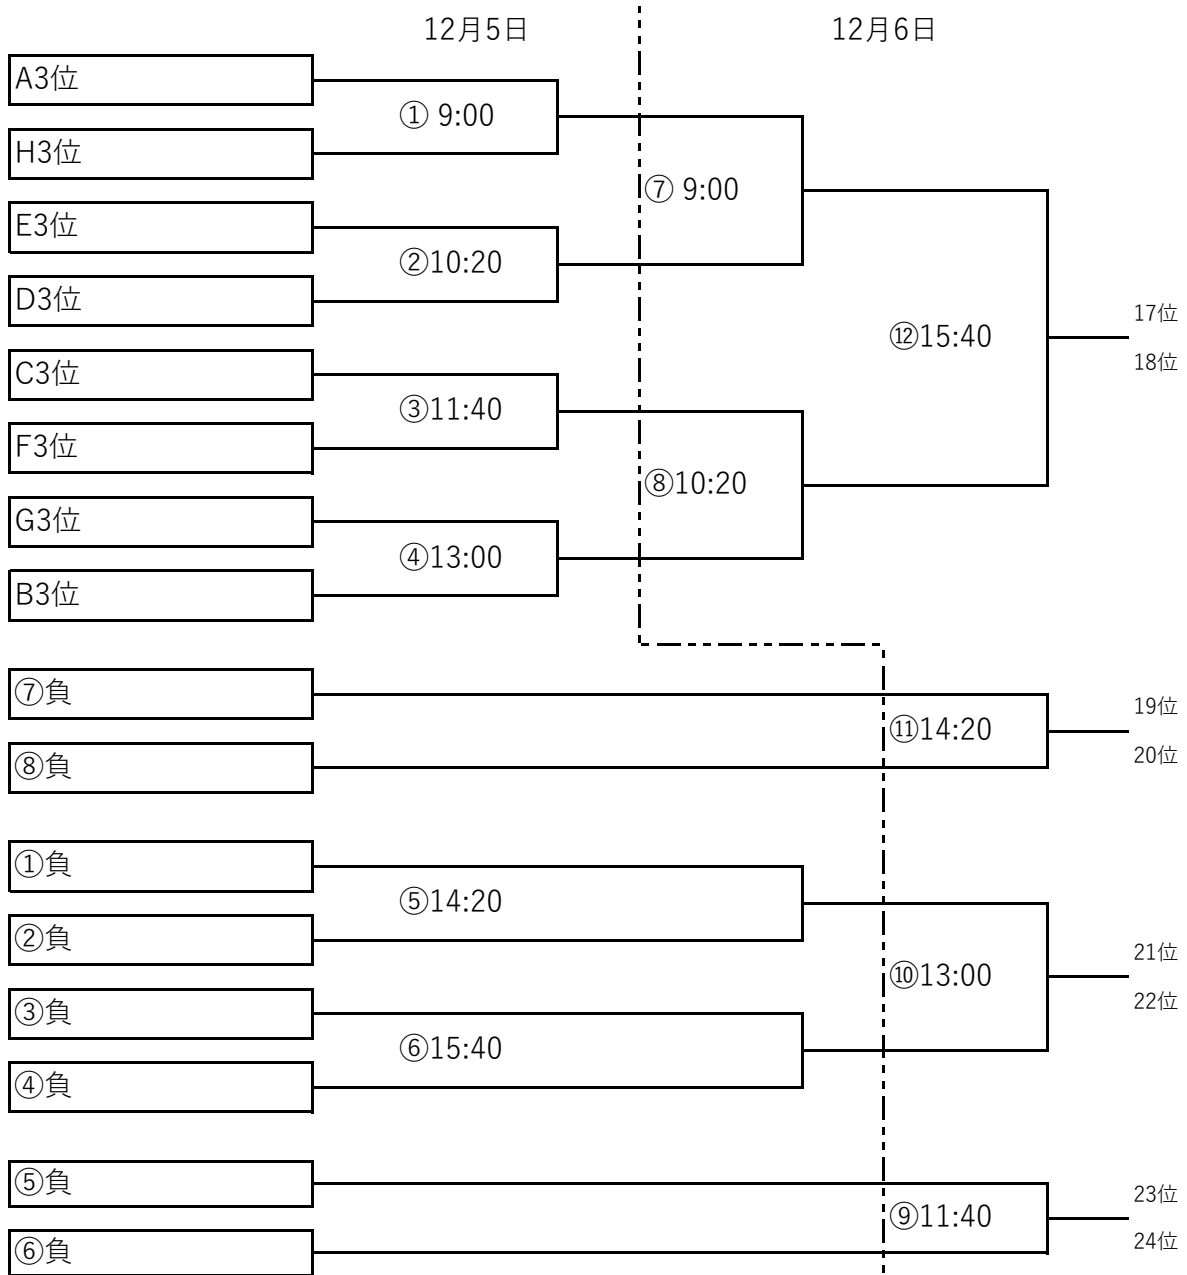 12月5日
12月6日
A3位
① 9:00
H3位
⑦ 9:00
E3位
②10:20
D3位
17位
⑫15:40
18位
C3位
③11:40
F3位
⑧10:20
G3位
④13:00
B3位
⑦負
19位
⑪14:20
20位
⑧負
①負
⑤14:20
②負
21位
⑩13:00
22位
③負
⑥15:40
④負
⑤負
23位
⑨11:40
24位
⑥負